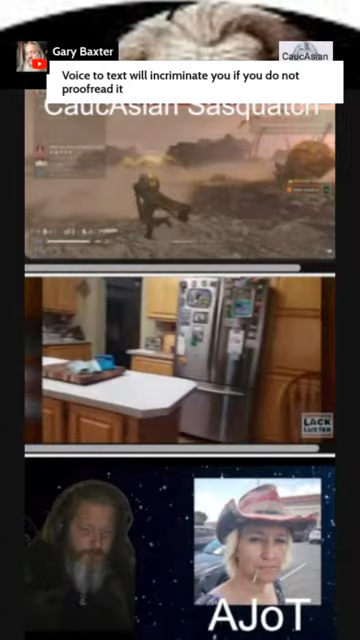 Gary Baxter
CaucAsian
Voice to text will incriminate you if you do not
proofread it
CaucAsian Sasquatch
LACK
LUSTER
AJoT